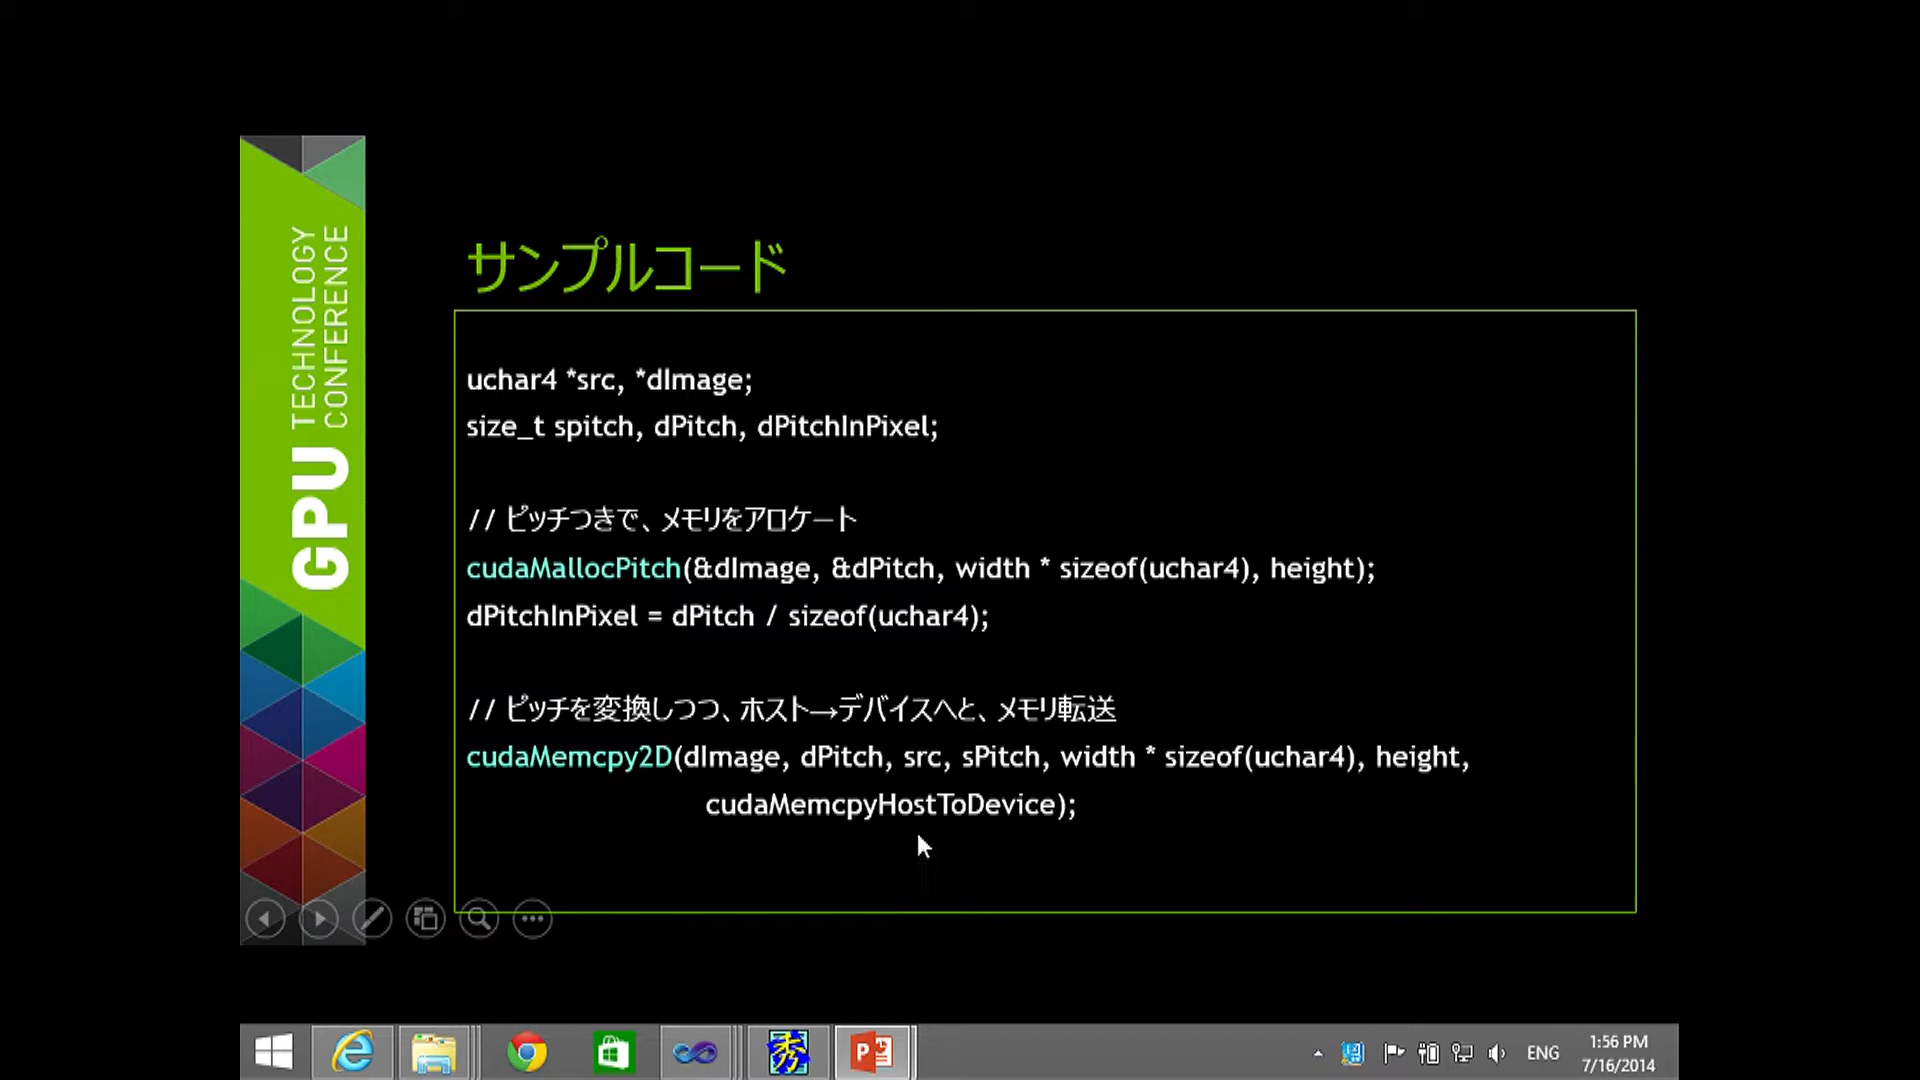 GPU TECHNOLOGY
CONFERENCE
サンプルコード
uchar4 *src, *dImage;
size_t spitch, dPitch, dPitchInPixel;
// ピッチつきで、メモリをアロケート
cudaMallocPitch(&dImage, &dPitch, width * sizeof(uchar4), height);
dPitchInPixel = dPitch / sizeof(uchar4);
// ピッチを変換しつつ、ホスト→デバイスへと、メモリ転送
cudaMemcpy2D(dImage, dPitch, src, sPitch, width * sizeof(uchar4), height,
cudaMemcpyHostToDevice);
秀
P
ENG
1:56 PM
7/16/2014